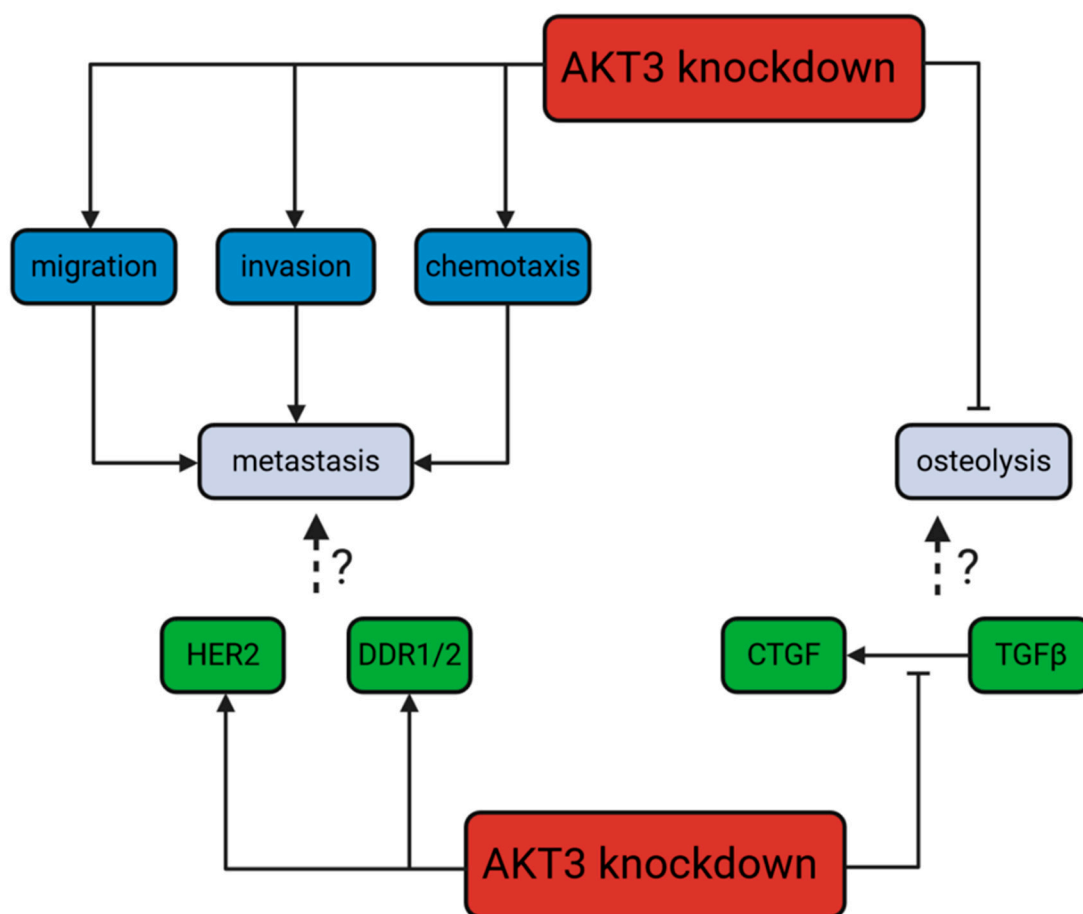 AKT3 knockdown
migration
invasion
chemotaxis
metastasis
osteolysis
?
?
HER2
DDR1/2
CTGF
TGFβ
AKT3 knockdown